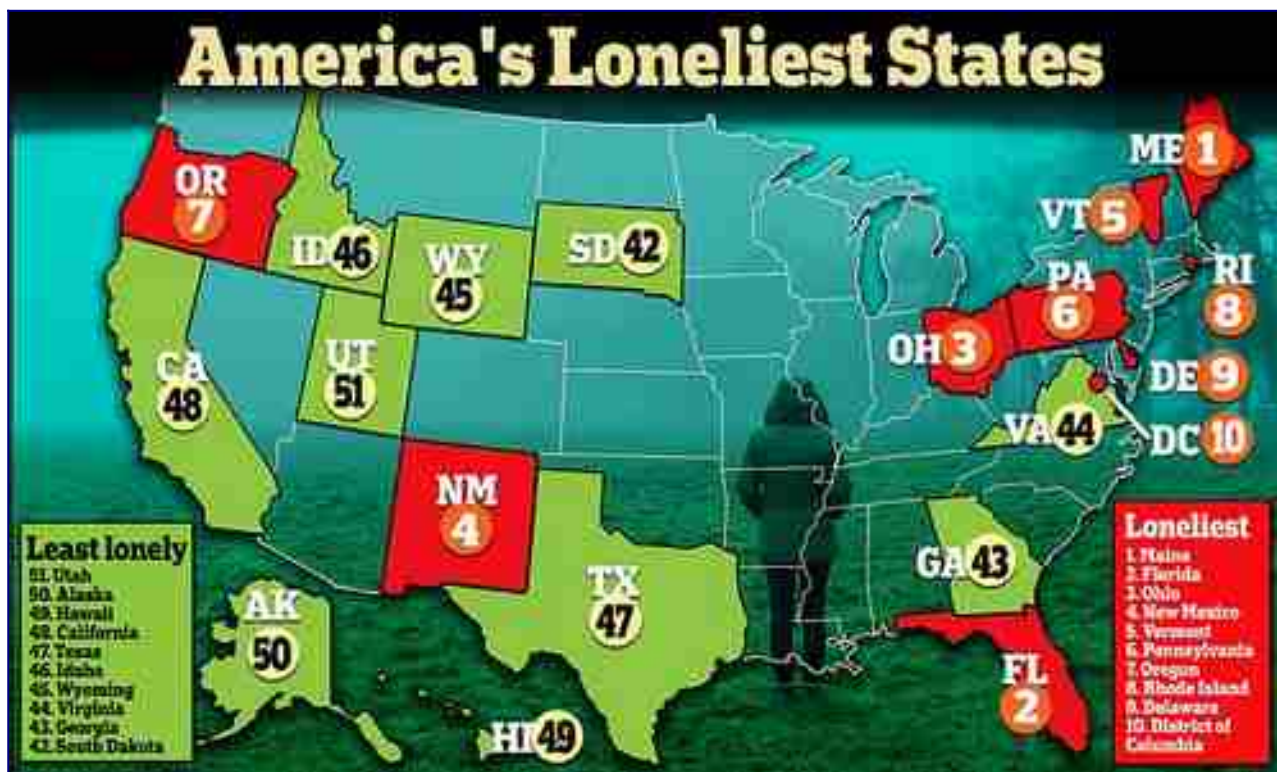 America's Loneliest States
OR
7
ID 46
WY
45
SD 42
ME 1
VT 5
PA
6
RI
8
OH 3
DE 9
CA
48
UT
51
VA 44
DC 10
NM
4
TX
47
GA 43
FL
2
AK
50
HI 49
Least lonely
51. Utah
50. Alaska
49. Hawaii
48. California
47. Texas
46. Idaho
45. Wyoming
44. Virginia
43. Georgia
42. South Dakota
Loneliest
1. Maine
2. Florida
3. Ohio
4. New Mexico
5. Vermont
6. Pennsylvania
7. Oregon
8. Rhode Island
9. Delaware
10. District of
Columbia